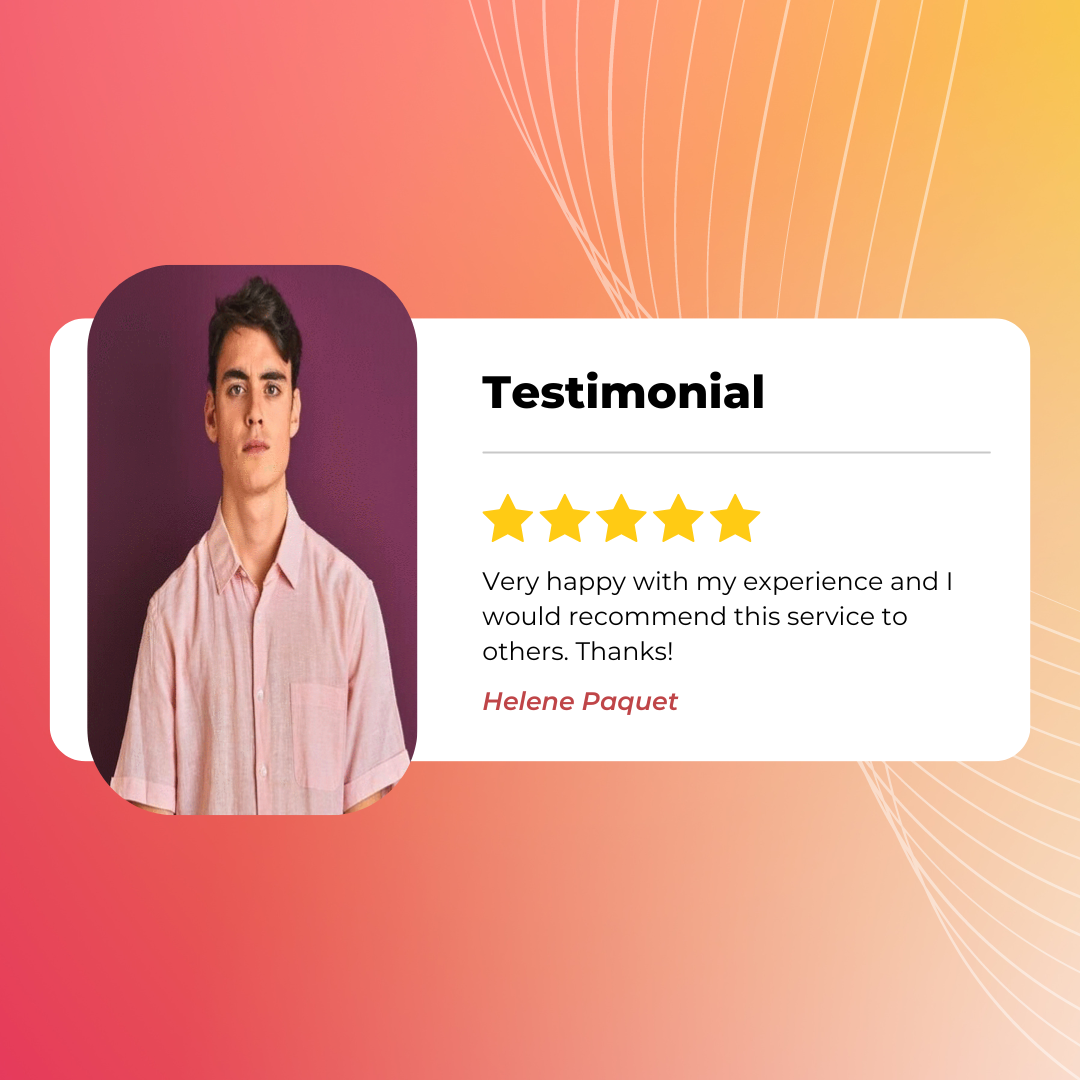 Testimonial
Very happy with my experience and I
would recommend this service to
others. Thanks!
Helene Paquet